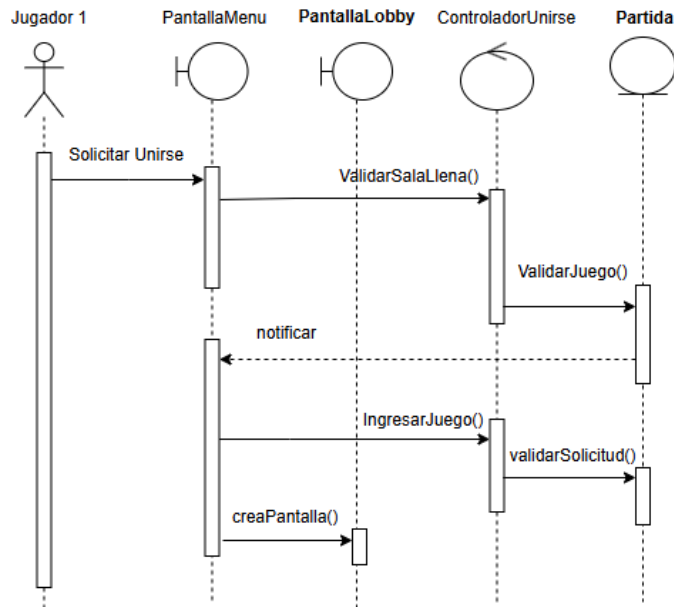 Jugador 1
PantallaMenu
PantallaLobby
ControladorUnirse
Partida
Solicitar Unirse
ValidarSalaLlena()
ValidarJuego()
notificar
IngresarJuego()
validarSolicitud()
creaPantalla()